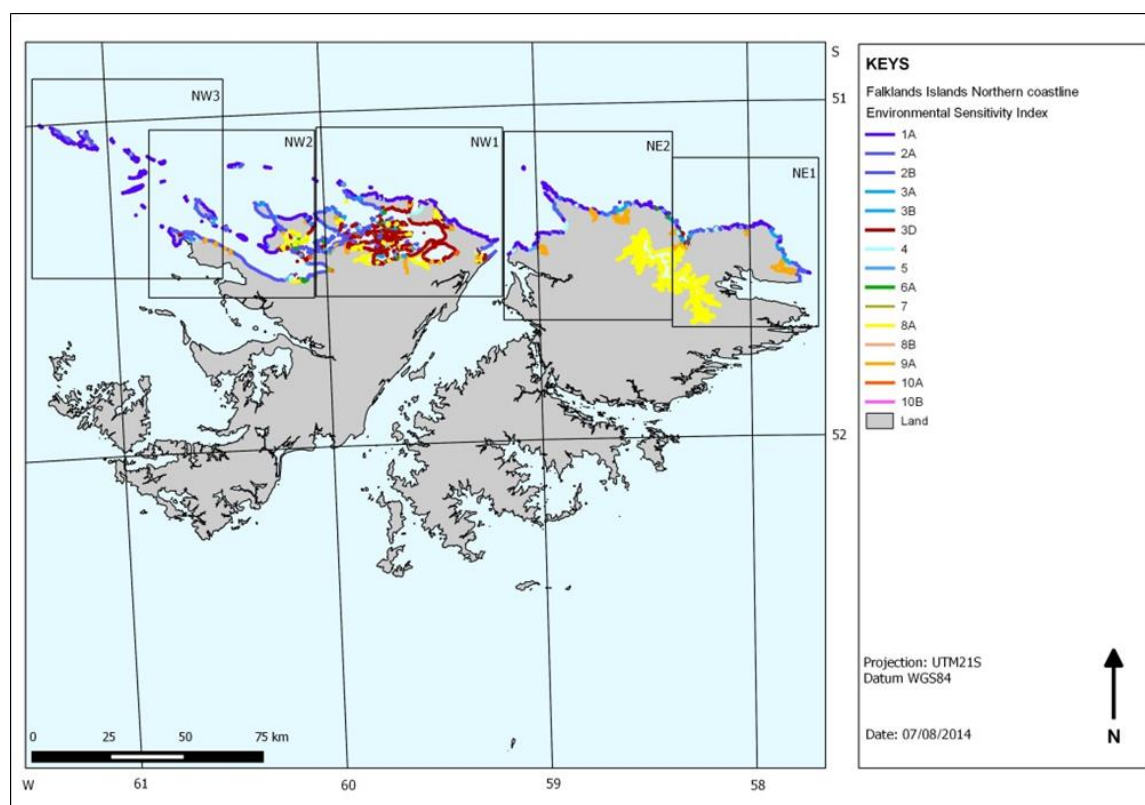 S
51
52
NW3
NW2
NW1
NE2
NE1
0 25 50 75 km
W 61 60 59 58
KEYS
Falklands Islands Northern coastline
Environmental Sensitivity Index
1A
2A
2B
3A
3B
3D
4
5
6A
7
8A
8B
9A
10A
10B
Land
Projection: UTM21S
Datum WGS84
Date: 07/08/2014
N